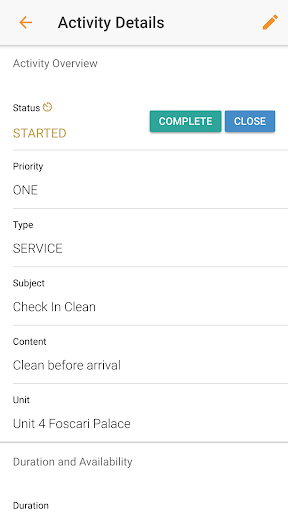 Activity Details
Activity Overview
Status
STARTED
COMPLETE
CLOSE
Priority
ONE
Type
SERVICE
Subject
Check In Clean
Content
Clean before arrival
Unit
Unit 4 Foscari Palace
Duration and Availability
Duration